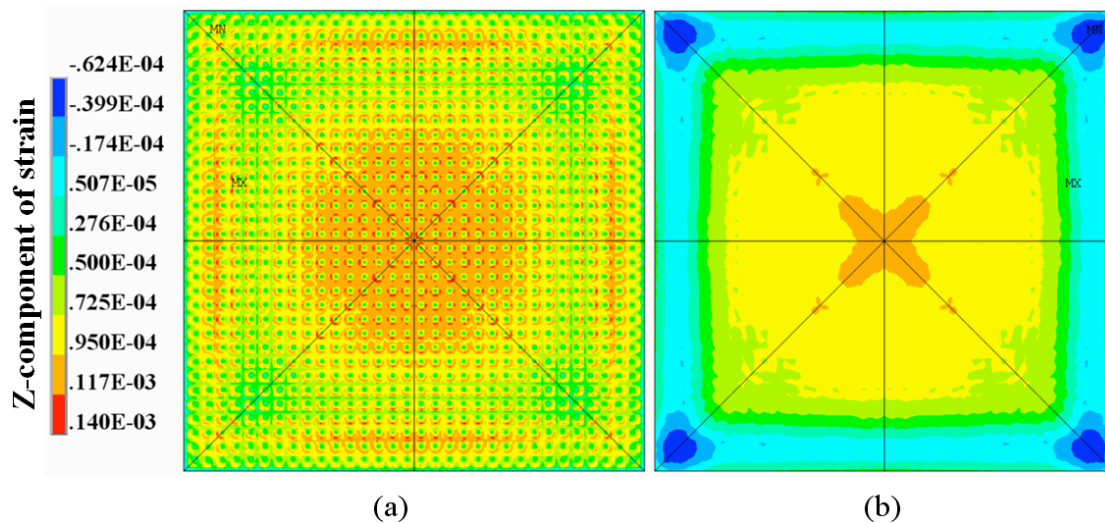 Z-component of strain
-.624E-04
-.399E-04
-.174E-04
.507E-05
.276E-04
.500E-04
.725E-04
.950E-04
.117E-03
.140E-03
MN
MX
MN
MX
(a)
(b)